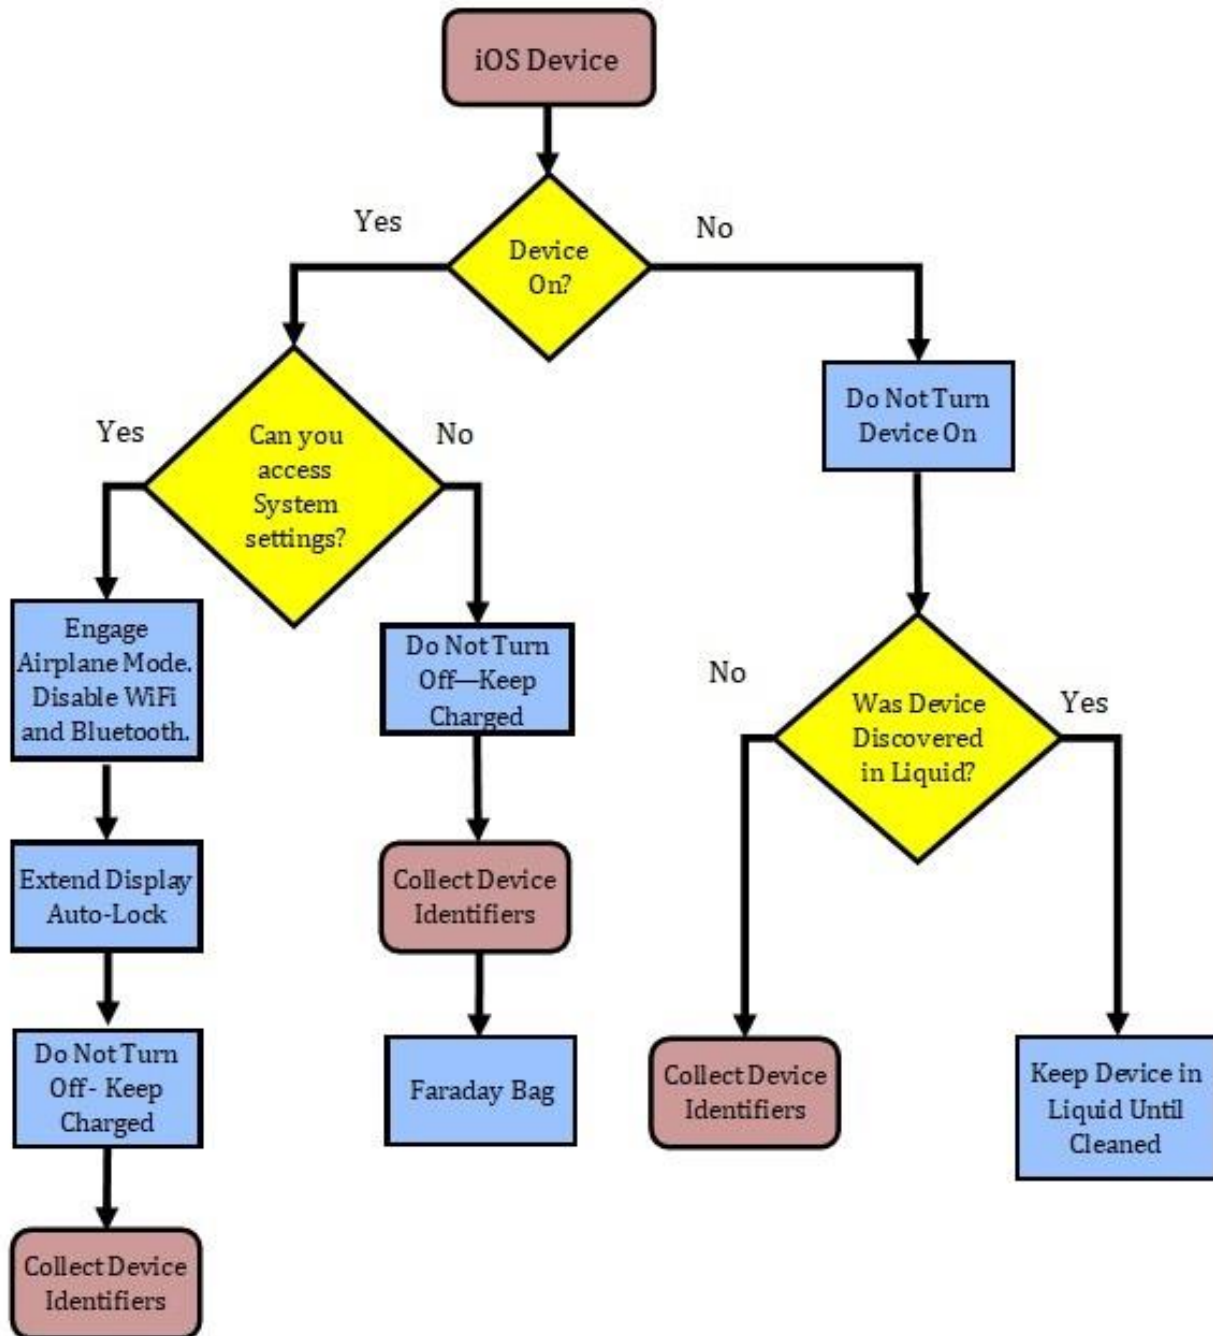 iOS Device
Yes
No
Device
On?
Do Not Turn
Device On
Yes
No
Can you
access
System
settings?
Engage
Airplane Mode.
Disable WiFi
and Bluetooth.
Do Not Turn
Off—Keep
Charged
No
Yes
Was Device
Discovered
in Liquid?
Extend Display
Auto-Lock
Collect Device
Identifiers
Do Not Turn
Off- Keep
Charged
Faraday Bag
Collect Device
Identifiers
Keep Device in
Liquid Until
Cleaned
Collect Device
Identifiers